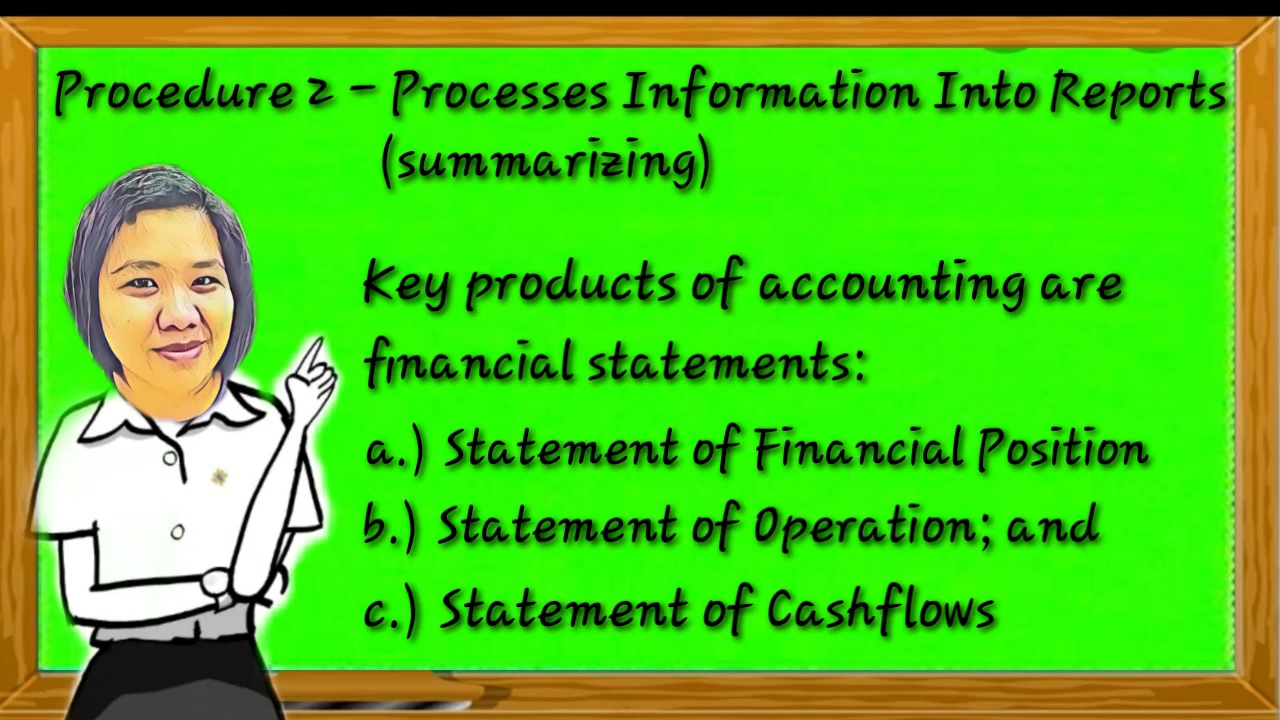 Procedure 2 - Processes Information Into Reports
(summarizing)
Key products of accounting are
financial statements:
a.) Statement of Financial Position
b.) Statement of Operation; and
c.) Statement of Cashflows